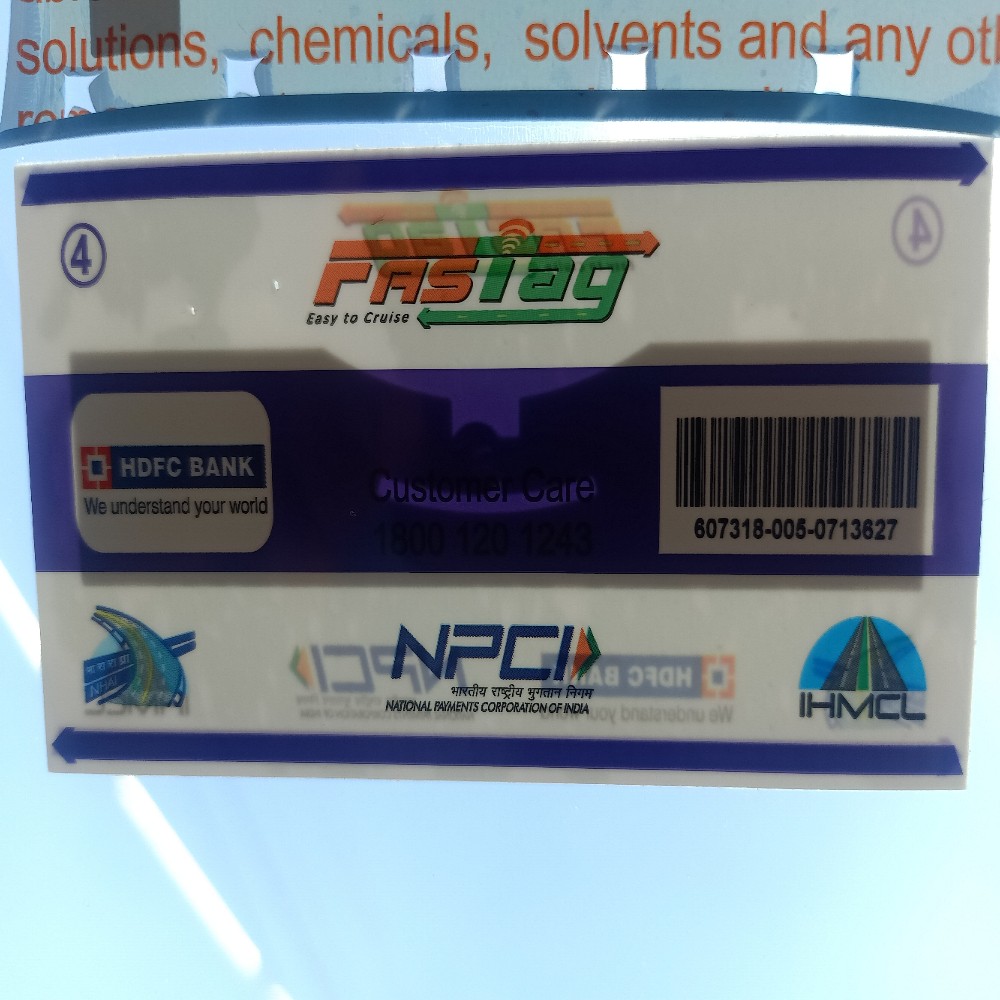 solutions, chemicals, solvents and any
4
FASTag
Easy to Cruise
HDFC BANK
We understand your world
Customer Care
1800 120 1243
607318-005-0713627
भा रा रा प्रा
NHAI
NPCI
भारतीय राष्ट्रीय भुगतान निगम
NATIONAL PAYMENTS CORPORATION OF INDIA
IHMCL